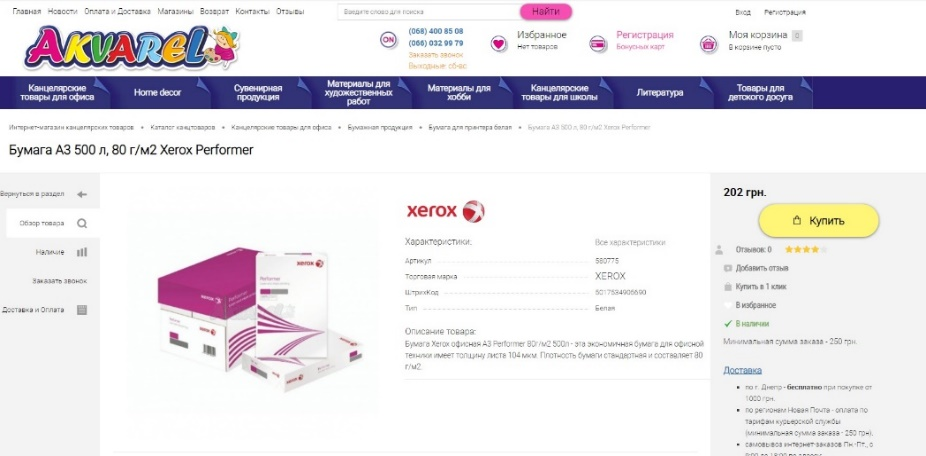 Главная Новости Оплата и Доставка Магазины Возврат Контакты Отзывы
Введите слово для поиска
Найти
Вход Регистрация
AKVAREL
ON
(068) 400 85 08
(066) 032 99 79
Заказать звонок
Выходные: сб-вс
Избранное
Нет товаров
Регистрация
Бонусных карт
Моя корзина 0
В корзине пусто
Канцелярские
товары для офиса
Home decor
Сувенирная
продукция
Материалы для
художественных
работ
Материалы для
хобби
Канцелярские
товары для школы
Литература
Товары для
детского досуга
Интернет-магазин канцелярских товаров • Каталог канцтоваров • Канцелярские товары для офиса • Бумажная продукция • Бумага для принтера белая • Бумага А3 500 л, 80 г/м2 Xerox Performer
Бумага А3 500 л, 80 г/м2 Xerox Performer
Вернуться в раздел
Обзор товара
Наличие
Заказать звонок
Доставка и Оплата
xerox
Performer
xerox
Характеристики:
Все характеристики
Артикул 580775
Торговая марка XEROX
ШтрихКод
Тип Белая
Описание товара:
Бумага Xerox офисная А3 Performer 80г/м2 500л - эта экономичная бумага для офисной
техники имеет толщину листа 104 мкм. Плотность бумаги стандартная и составляет 80
г/м2
202 грн.
Купить
Отзывов: 0
Добавить отзыв
Купить в 1 клик
В избранное
В наличии
Минимальная сумма заказа - 250 грн.
Доставка
по г. Днепр - бесплатно при покупке от
1000 грн.
по регионам Новая Почта - оплата по
тарифам курьерской службы
(минимальная сумма заказа - 250 грн).
самовывоз интернет-заказов Пн.-Пт., с